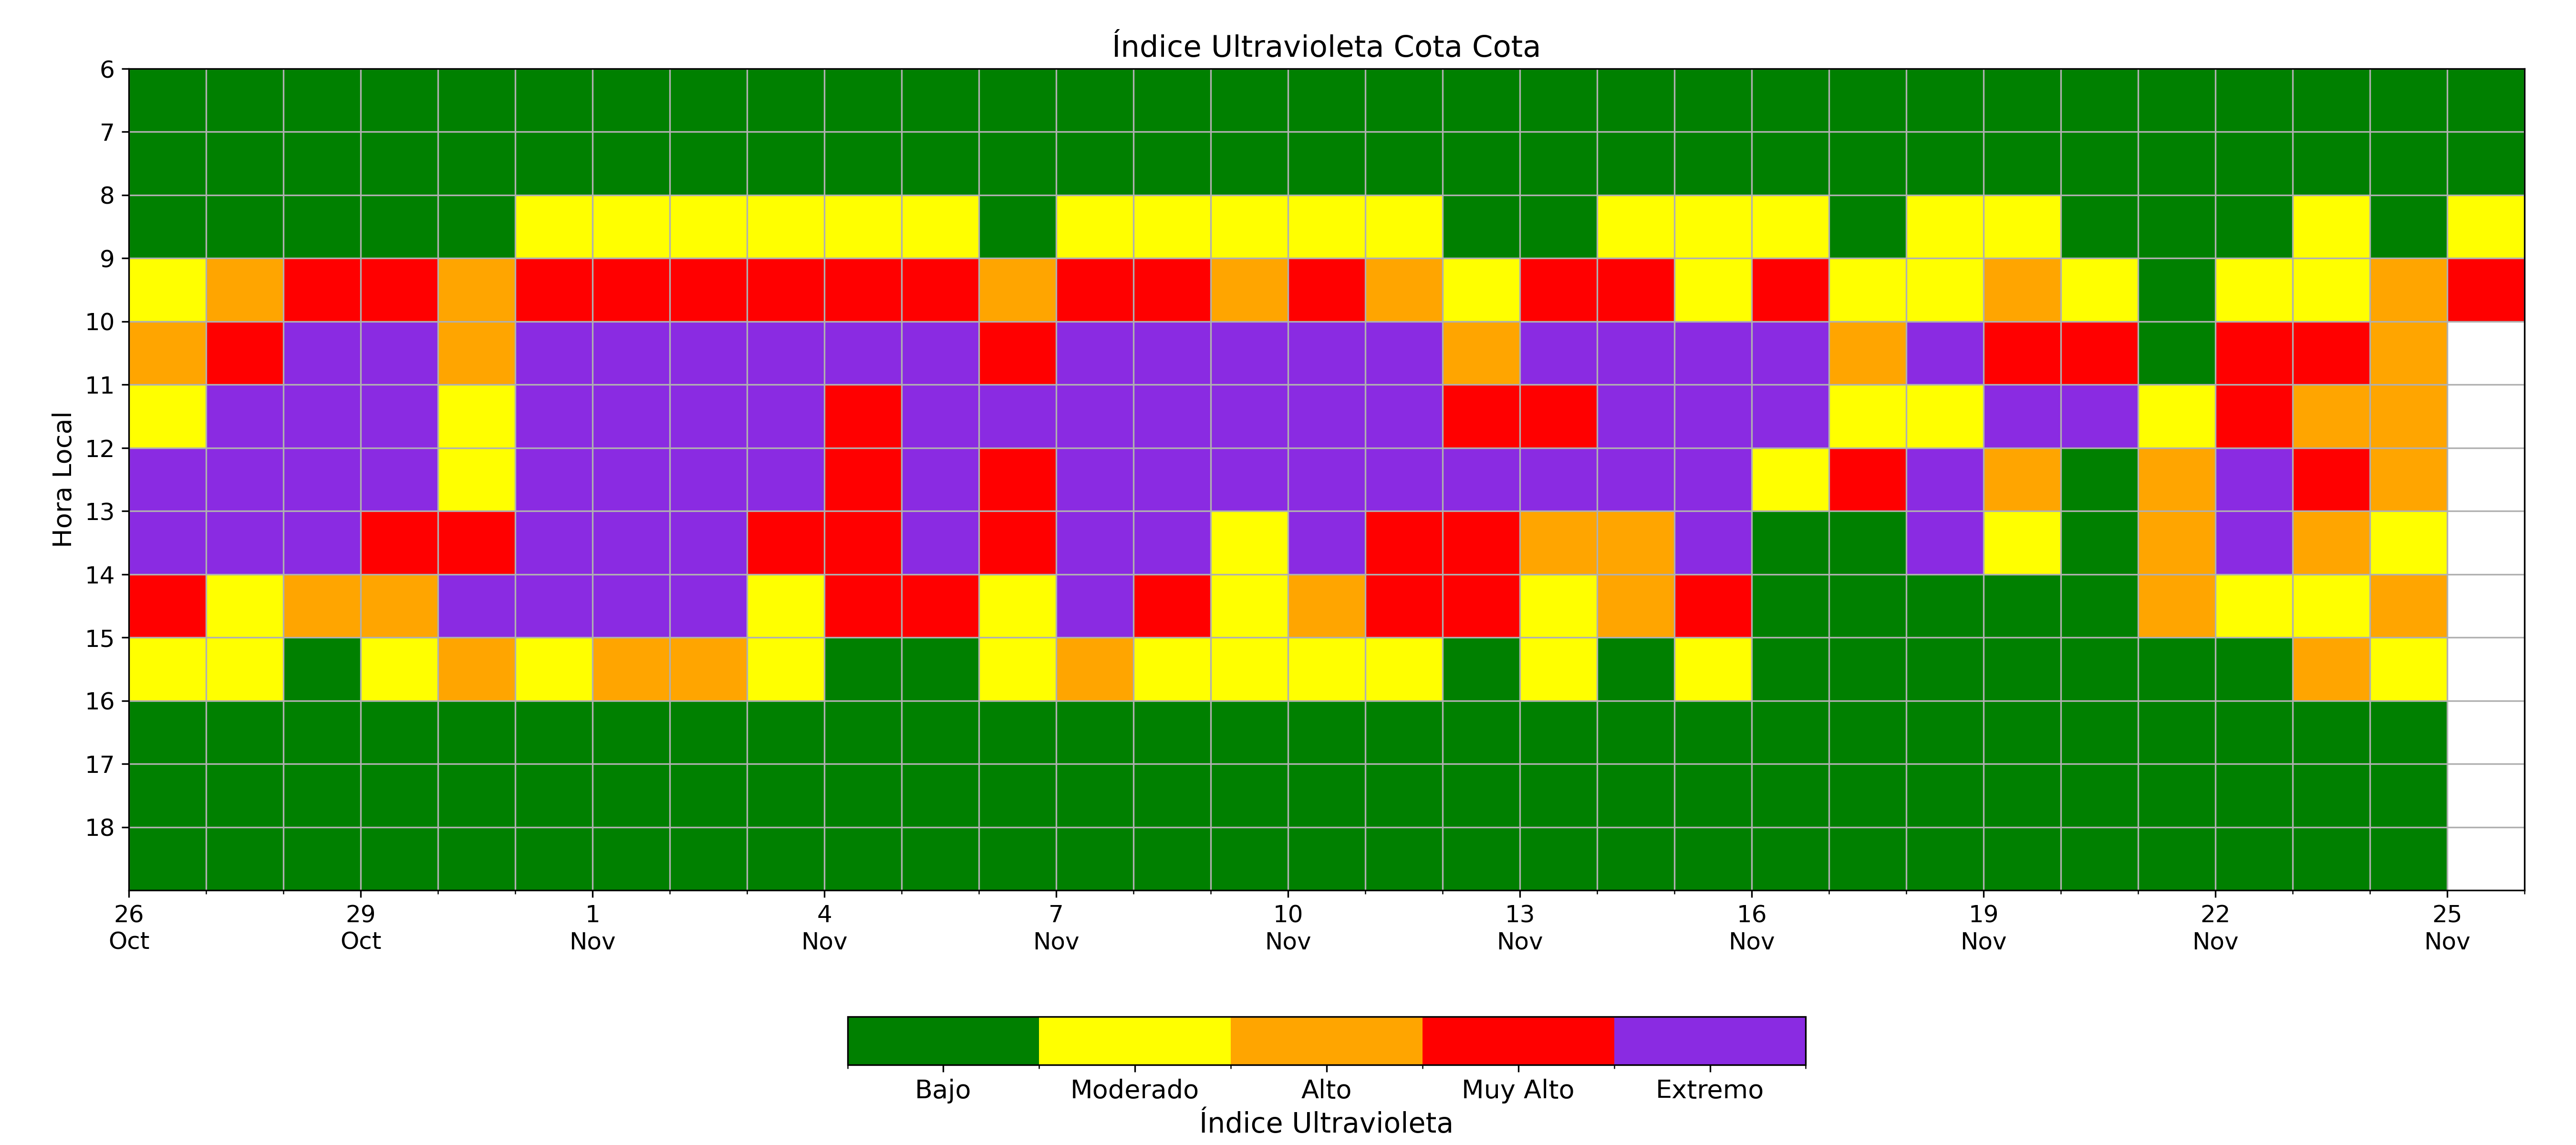 Índice Ultravioleta Cota Cota
Hora Local
6
7
8
9
10
11
12
13
14
15
16
17
18
26 29 1 4 7 10 13 16 19 22 25
Oct Oct Nov Nov Nov Nov Nov Nov Nov Nov Nov
Bajo Moderado Alto Muy Alto Extremo
Índice Ultravioleta